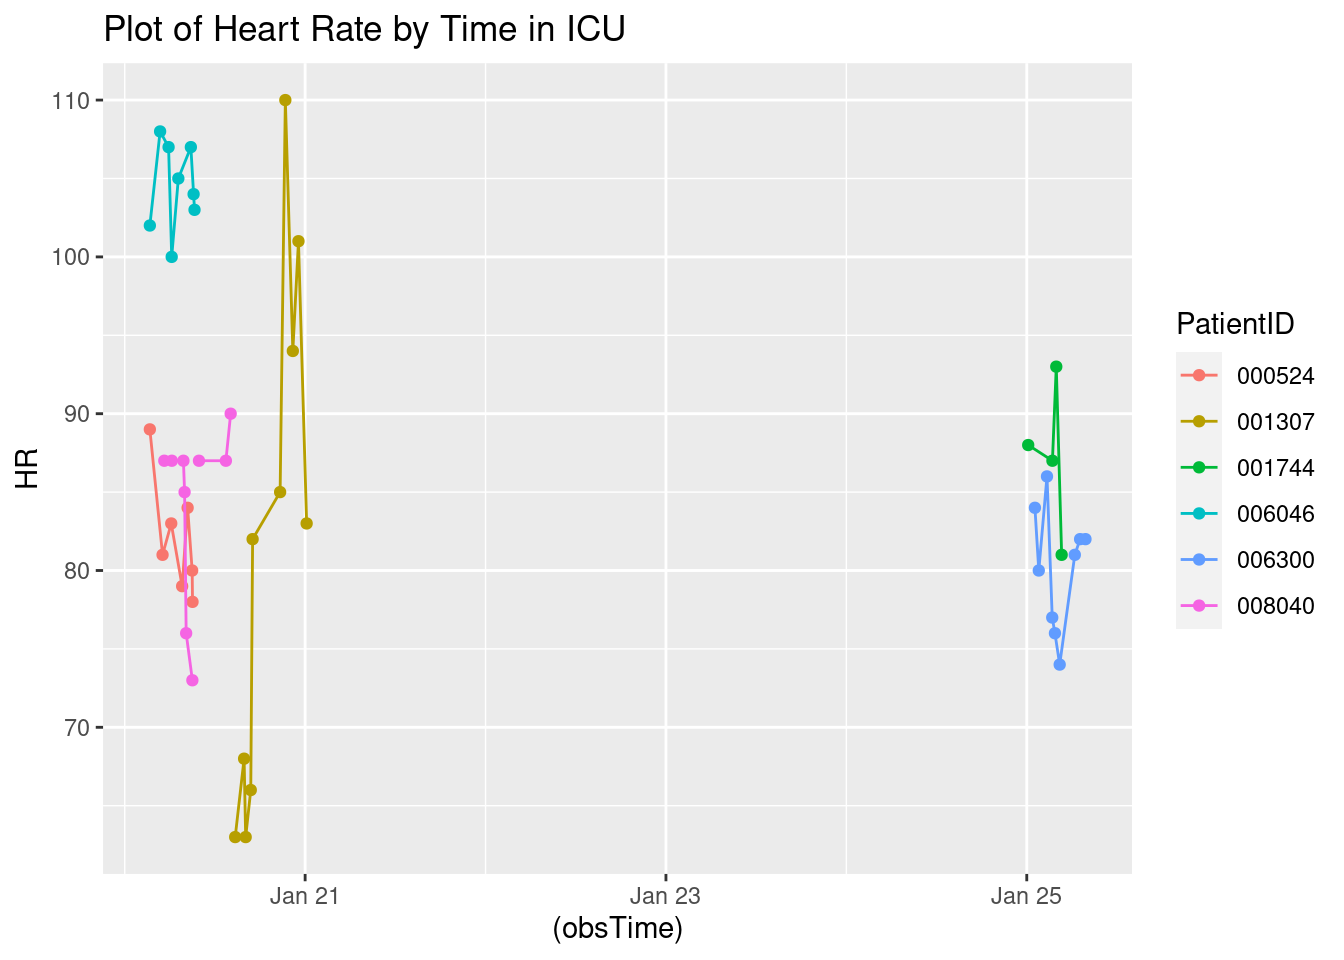 Plot of Heart Rate by Time in ICU
110
100
90
80
70
HR
Jan 21
Jan 23
Jan 25
(obsTime)
PatientID
000524
001307
001744
006046
006300
008040